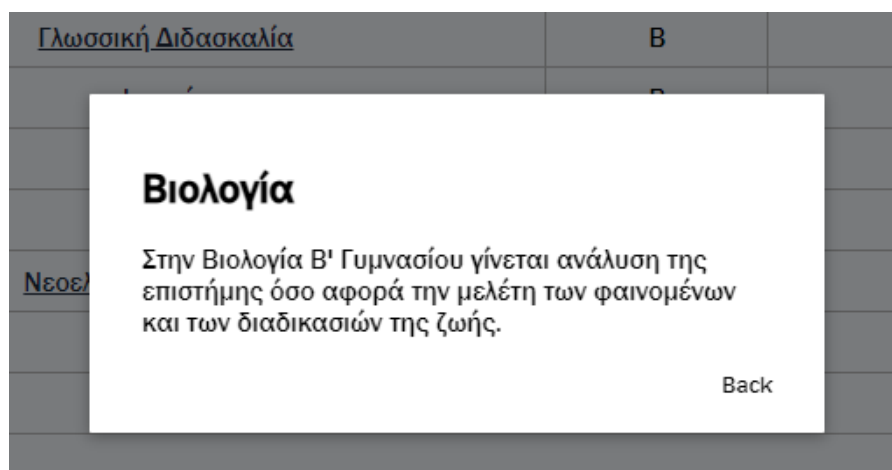 Γλωσσική Διδασκαλία Β
Βιολογία
Στην Βιολογία Β' Γυμνασίου γίνεται ανάλυση της
επιστήμης όσο αφορά την μελέτη των φαινομένων
και των διαδικασιών της ζωής.
Back